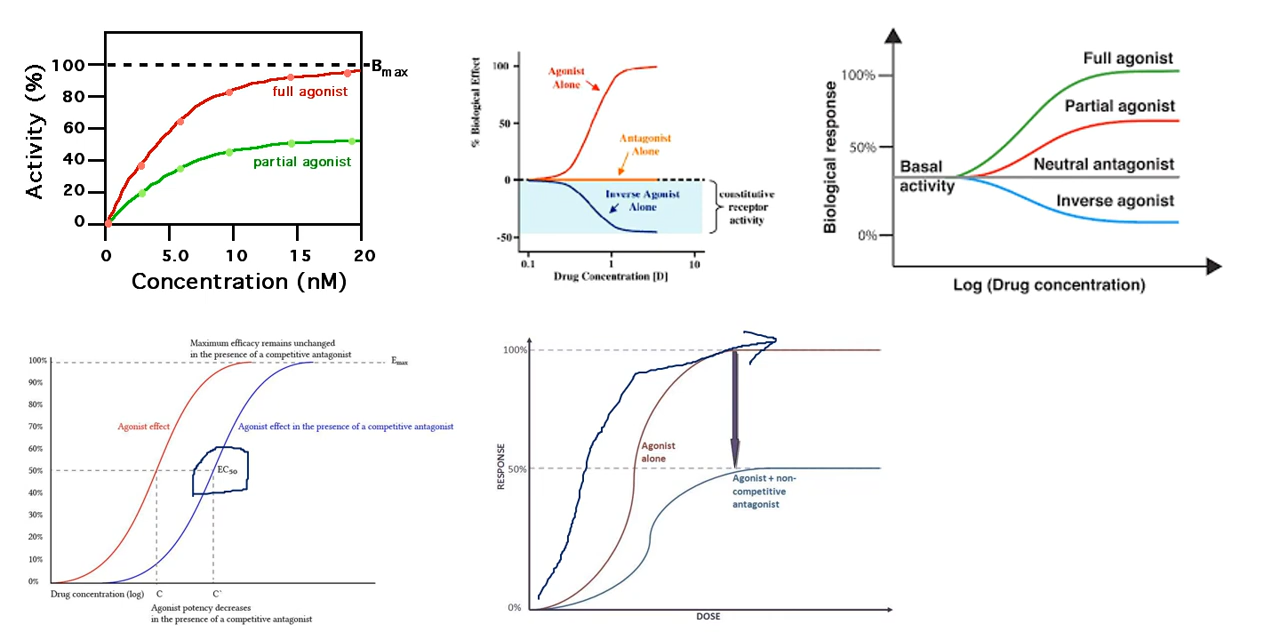 100
80
60
40
20
0
Activity (%)
Bmax
full agonist
partial agonist
0
5.0
10
15
20
Concentration (nM)
% Biological Effect
100
50
0
-50
Agonist
Alone
Antagonist
Alone
Inverse Agonist
Alone
constitutive
receptor
activity
0.1
1
10
Drug Concentration [D]
Biological response
100%
50%
0%
Full agonist
Partial agonist
Neutral antagonist
Inverse agonist
Basal
activity
Log (Drug concentration)
Maximum efficacy remains unchanged
in the presence of a competitive antagonist
Emax
100%
90%
80%
70%
60%
50%
40%
30%
20%
10%
0%
Agonist effect
Agonist effect in the presence of a competitive antagonist
EC50
Drug concentration (log)
C
C`
Agonist potency decreases
in the presence of a competitive antagonist
RESPONSE
100%
50%
0%
Agonist
alone
Agonist + non-
competitive
antagonist
DOSE